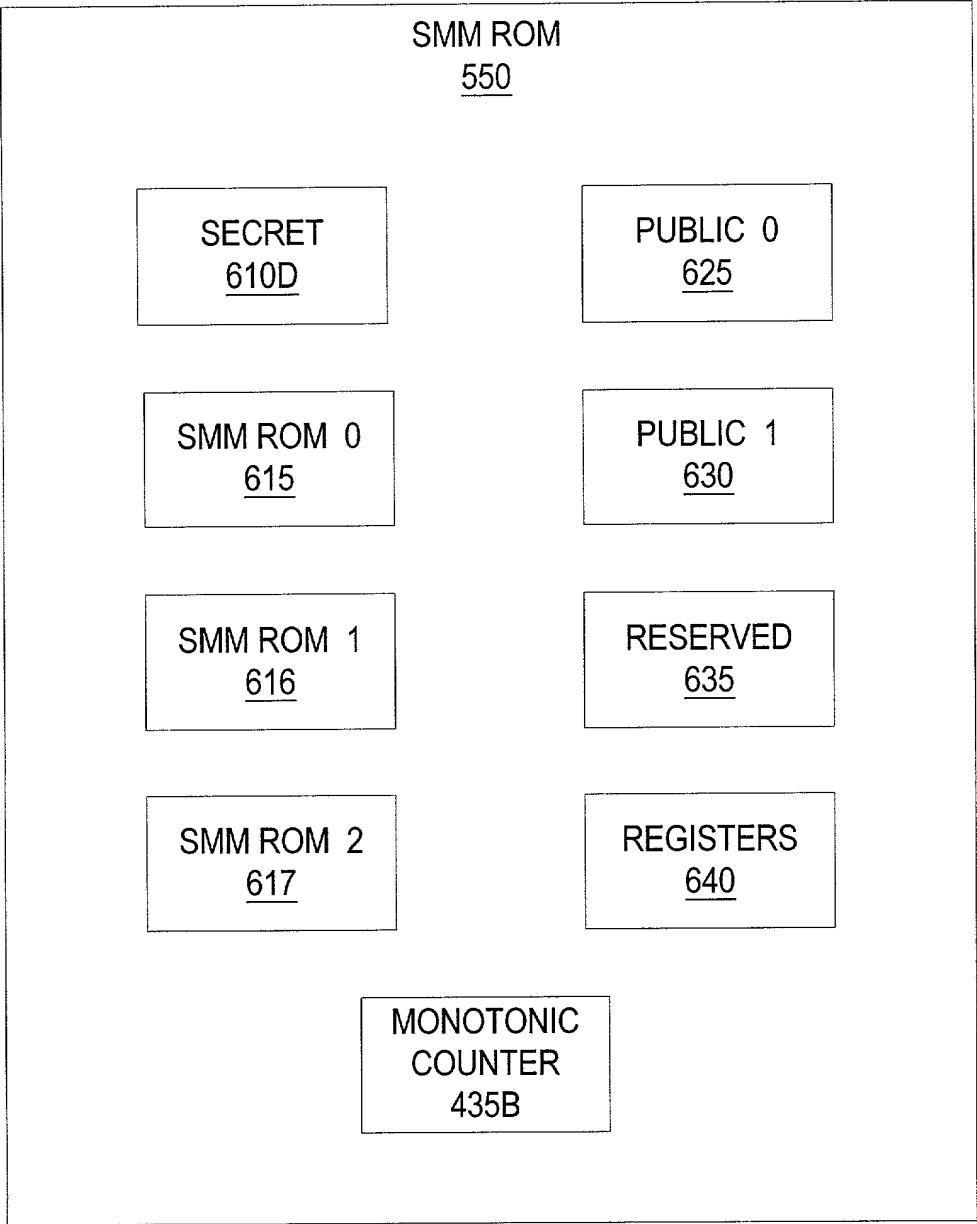 SMM ROM
550
SECRET
610D
PUBLIC 0
625
SMM ROM 0
615
PUBLIC 1
630
SMM ROM 1
616
RESERVED
635
SMM ROM 2
617
REGISTERS
640
MONOTONIC
COUNTER
435B